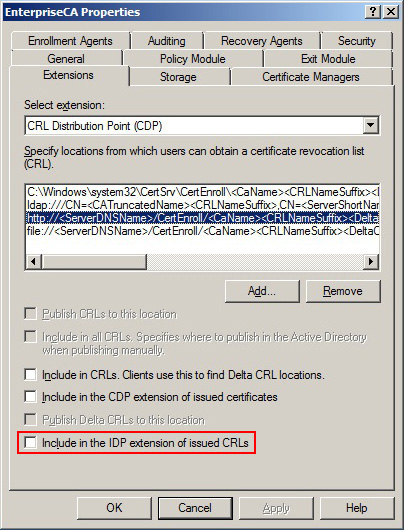 EnterpriseCA Properties
Enrollment Agents Auditing Recovery Agents Security
General Policy Module Exit Module
Extensions Storage Certificate Managers
Select extension:
CRL Distribution Point (CDP)
Specify locations from which users can obtain a certificate revocation list
(CRL).
C:\Windows\system32\CertSrv\CertEnroll\<CaName><CRLNameSuffix><
ldap:///CN=<CATruncatedName><CRLNameSuffix>,CN=<ServerShortNam
http://<ServerDNSName>/CertEnroll/<CaName><CRLNameSuffix><Delta
file://<ServerDNSName>/CertEnroll/<CaName><CRLNameSuffix><DeltaC
Add... Remove
Publish CRLs to this location
Include in all CRLs. Specifies where to publish in the Active Directory
when publishing manually.
Include in CRLs. Clients use this to find Delta CRL locations.
Include in the CDP extension of issued certificates
Publish Delta CRLs to this location
Include in the IDP extension of issued CRLs
OK Cancel Apply Help